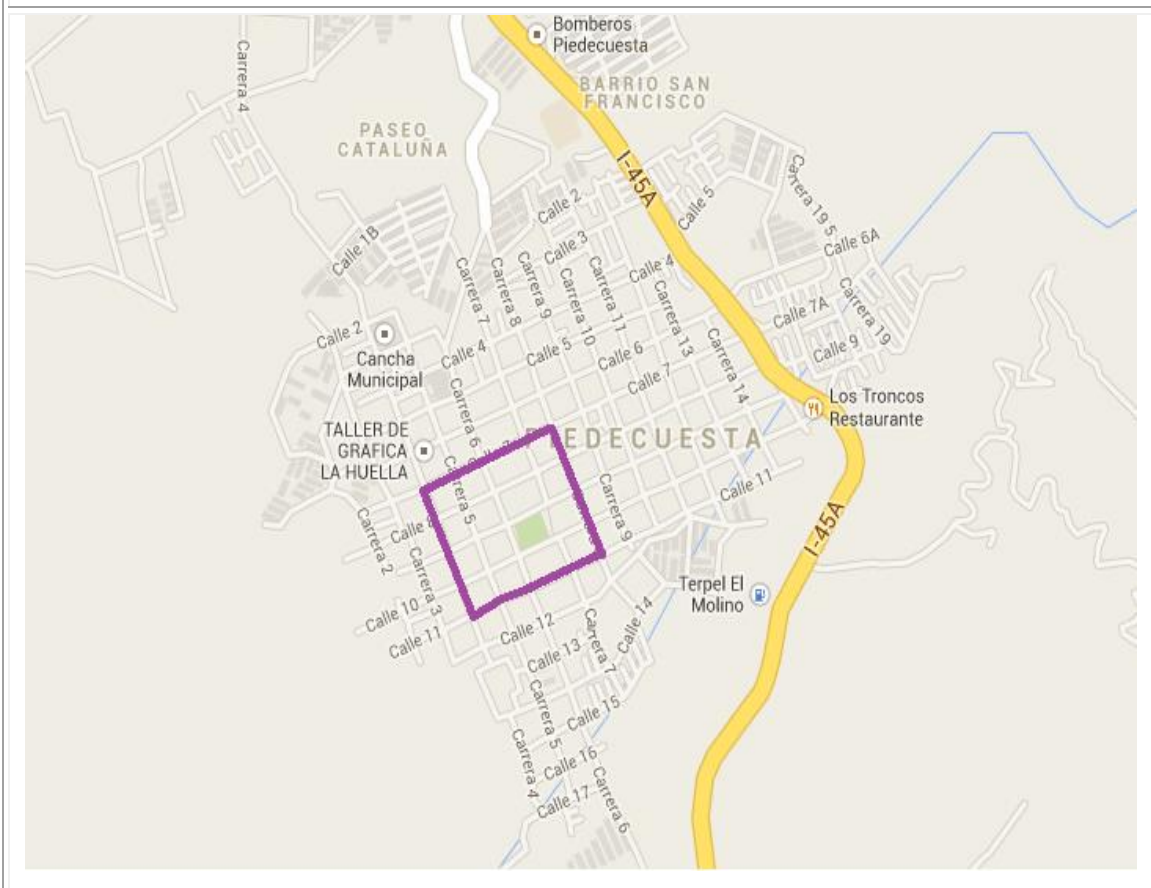 Bomberos
Piedecuesta
BARRIO SAN
FRANCISCO
Carrera 4
PASEO
CATALUÑA
I-45A
Carrera 19
5
Calle 5
Calle 2
Calle 1B
Calle 3
Calle 6A
Carrera 7
Carrera 8
Carrera 9
Carrera 10
Carrera 11
Calle 4
Carrera 13
Calle 7A
Carrera 19
Calle 2
Cancha
Municipal
Calle 4
Calle 5
Calle 6
Calle 7
Carrera 14
Calle 9
Los Troncos
Restaurante
Carrera 6
TALLER DE
GRAFICA
LA HUELLA
PIEDECUESTA
Carrera 5
Calle
Carrera 9
Calle 11
Carrera 2
Carrera 3
I-45A
Terpel El
Molino
Calle 10
Calle 11
Calle 12
Calle 13
Carrera 7
Calle 14
Carrera 5
Calle 15
Carrera 4
Calle 16
Calle 17
Carrera 6